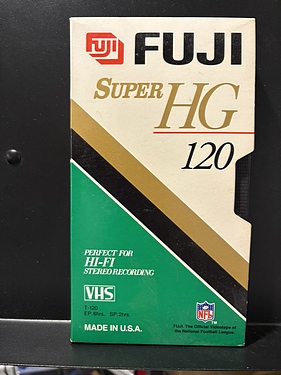 FUJI FUJI
SUPER HG
120
PERFECT FOR
HI-FI
STEREO RECORDING
VHS
T-120
EP: 6hrs. SP: 2hrs.
MADE IN U.S.A.
NFL
FUJI: The Official Videotape of
the National Football League.